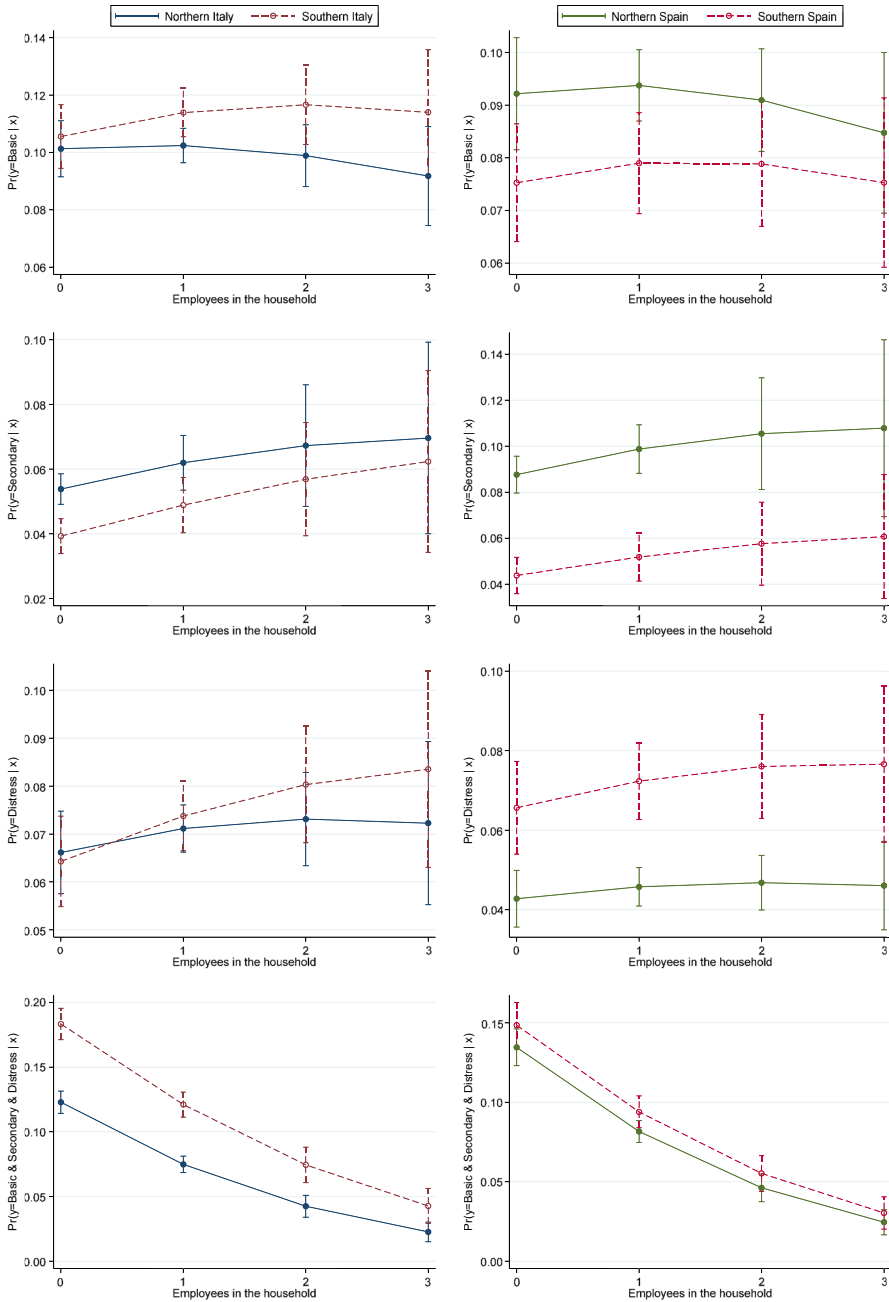 Northern Italy Southern Italy
Pr(y=Basic | x)
0.14
0.12
0.10
0.08
0.06
0 1 2 3
Employees in the household
Northern Spain Southern Spain
Pr(y=Basic | x)
0.10
0.09
0.08
0.07
0.06
0 1 2 3
Employees in the household
Pr(y=Secondary | x)
0.10
0.08
0.06
0.04
0.02
0 1 2 3
Employees in the household
Pr(y=Secondary | x)
0.14
0.12
0.10
0.08
0.06
0.04
0 1 2 3
Employees in the household
Pr(y=Distress | x)
0.10
0.09
0.08
0.07
0.06
0.05
0 1 2 3
Employees in the household
Pr(y=Distress | x)
0.10
0.08
0.06
0.04
0 1 2 3
Employees in the household
Pr(y=Basic & Secondary & Distress | x)
0.20
0.15
0.10
0.05
0.00
0 1 2 3
Employees in the household
Pr(y=Basic & Secondary & Distress | x)
0.15
0.10
0.05
0.00
0 1 2 3
Employees in the household